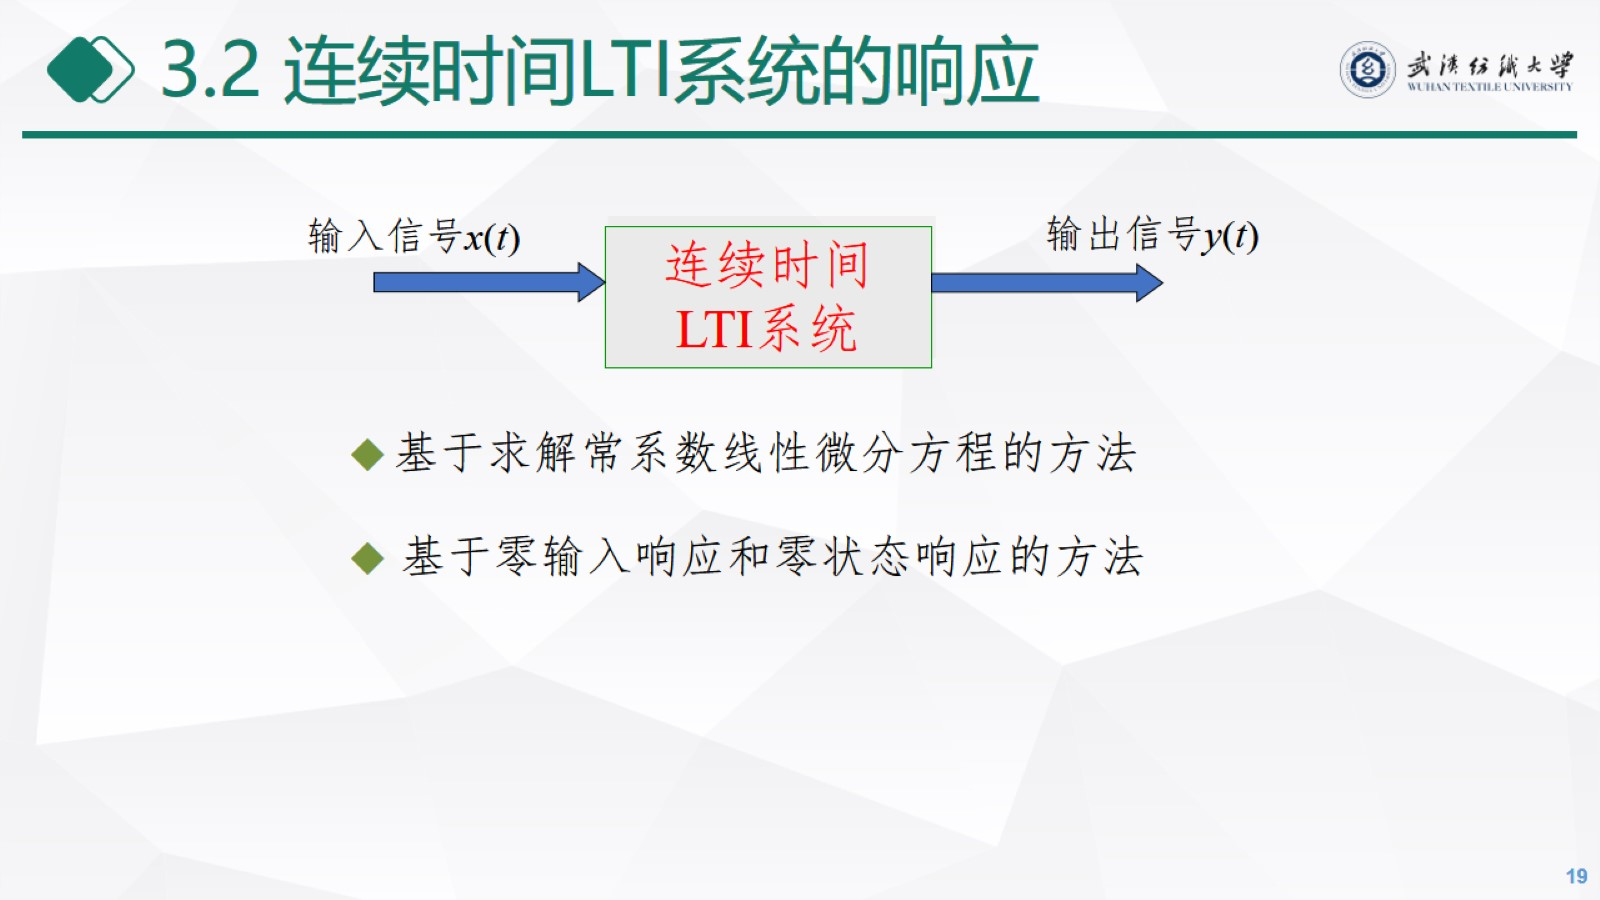 3.2 连续时间LTI系统的响应
武汉纺织大学
WUHAN TEXTILE UNIVERSITY
输入信号x(t)
连续时间
LTI系统
输出信号y(t)
基于求解常系数线性微分方程的方法
基于零输入响应和零状态响应的方法
19